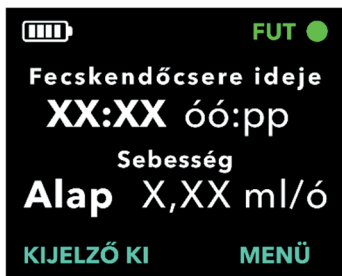 FUT
Fecskendőcsere ideje
XX:XX óó:pp
Sebesség
Alap X,XX ml/ó
KIJELZŐ KI MENÜ